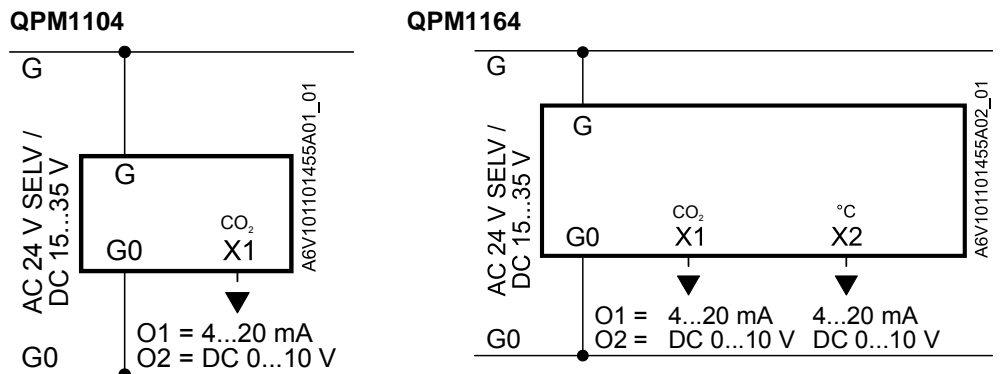 QPM1104
G
AC 24 V SELV /
DC 15...35 V
G
CO₂
G0 X1
A6V101101455A01_01
O1 = 4...20 mA
O2 = DC 0...10 V
G0
QPM1164
G
AC 24 V SELV /
DC 15...35 V
G
CO₂ °C
G0 X1 X2
A6V101101455A02_01
O1 = 4...20 mA 4...20 mA
O2 = DC 0...10 V DC 0...10 V
G0